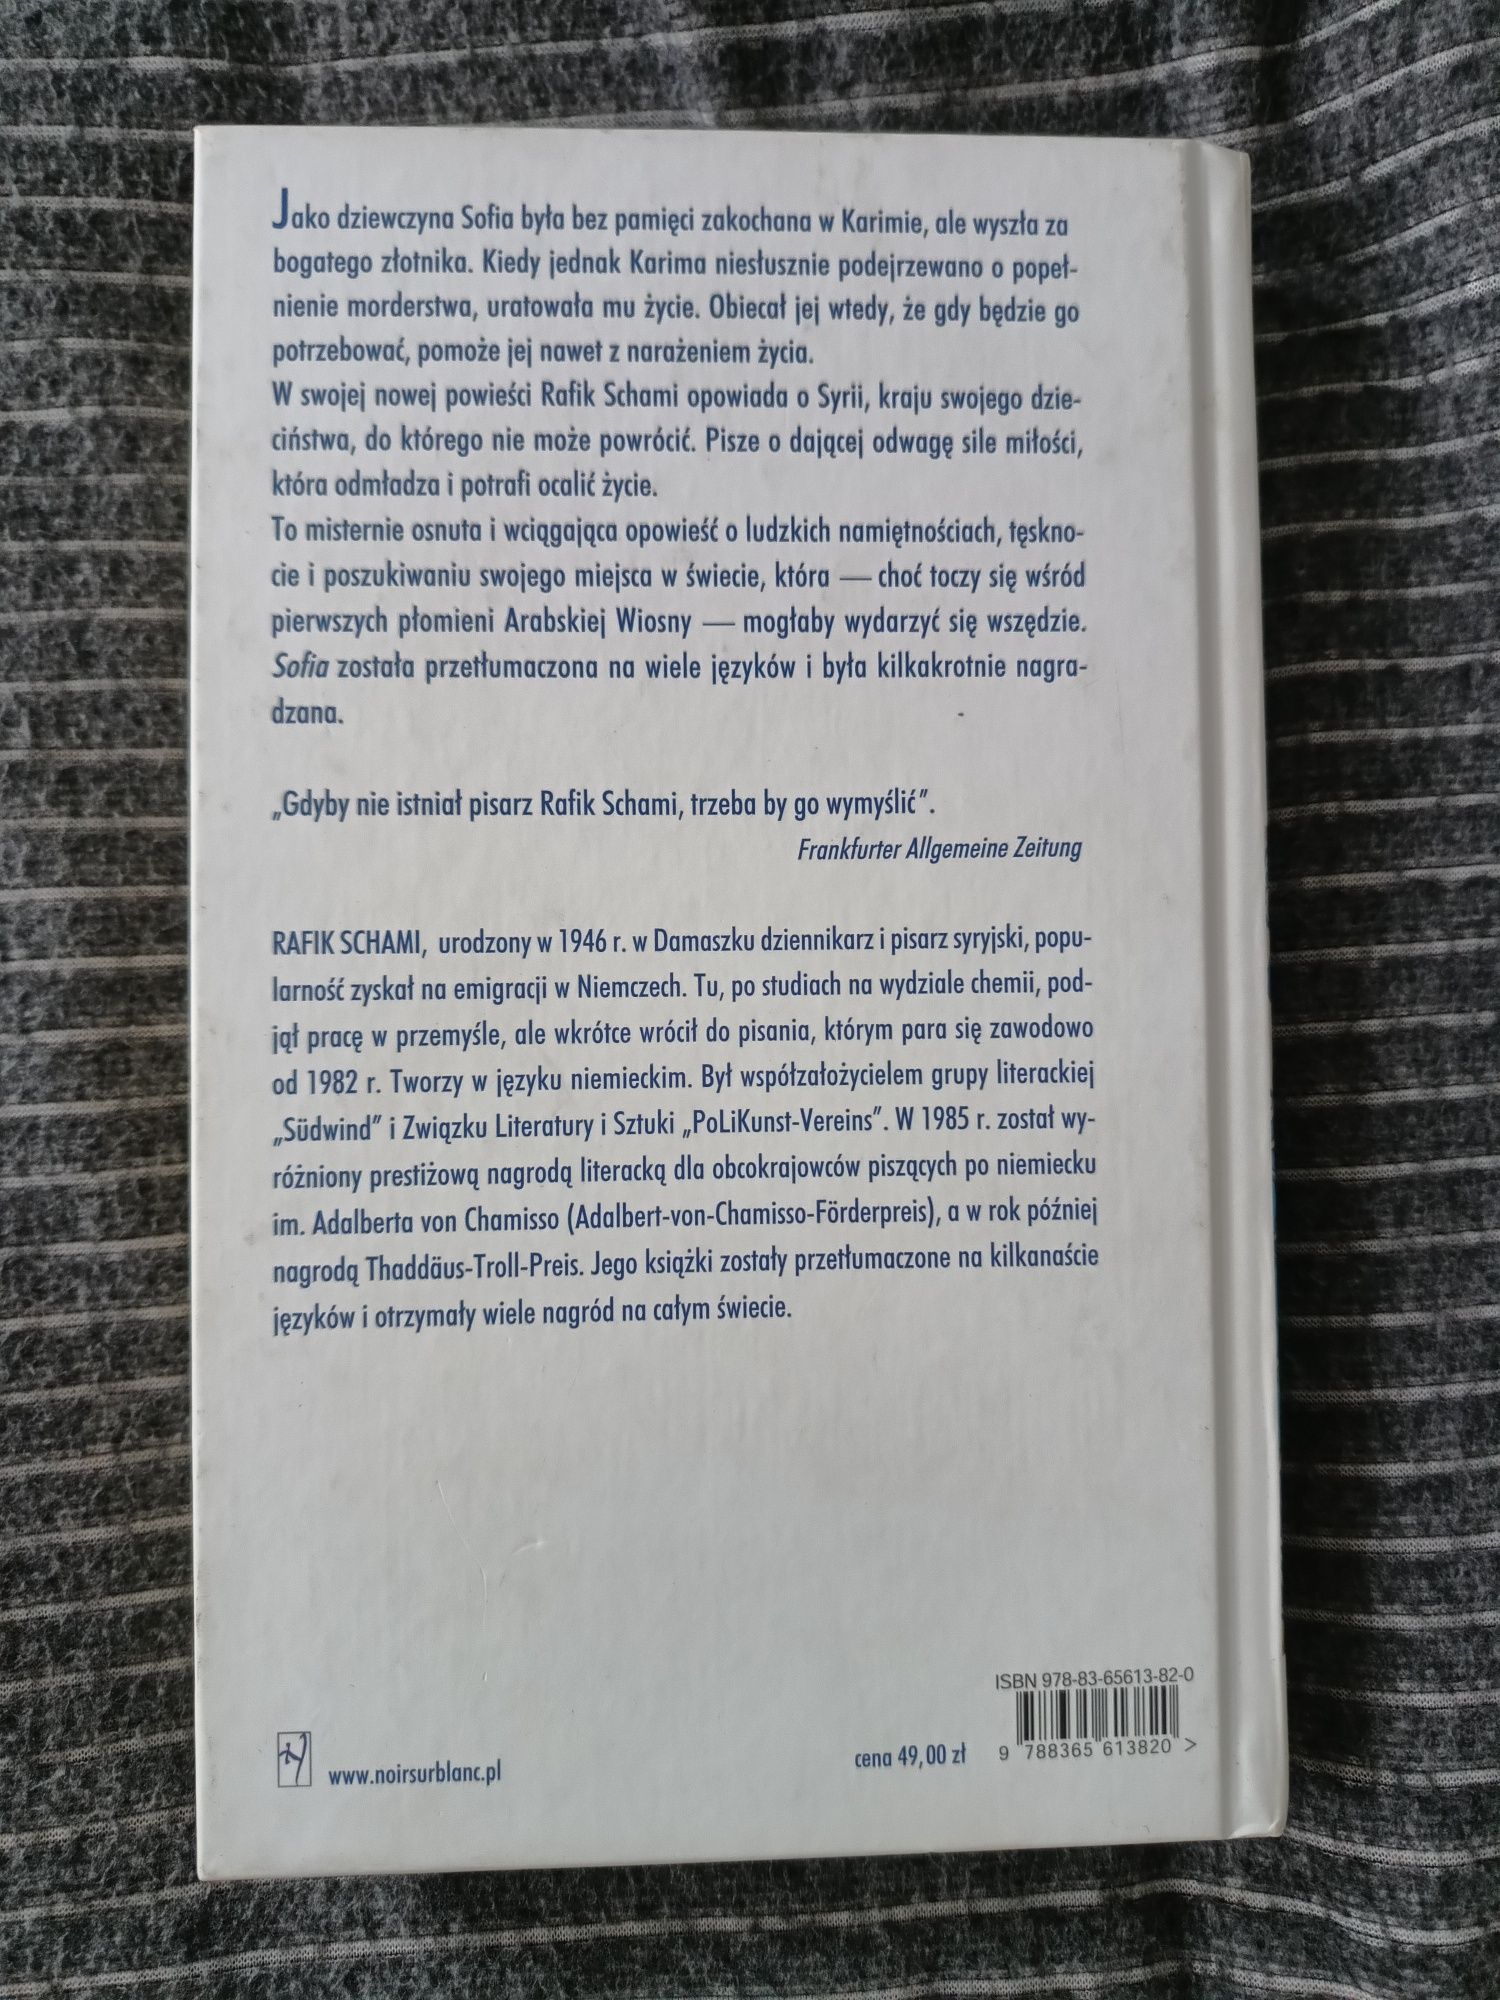 Jako dziewczyna Sofia była bez pamięci zakochana w Karimie, ale wyszła za
bogatego złotnika. Kiedy jednak Karima niesłusznie podejrzewano o popeł-
nienie morderstwa, uratowała mu życie. Obiecał jej wtedy, że gdy będzie go
potrzebować, pomoże jej nawet z narażeniem życia.
W swojej nowej powieści Rafik Schami opowiada o Syrii, kraju swojego dzie-
ciństwa, do którego nie może powrócić. Pisze o dającej odwagę sile miłości,
która odmładza i potrafi ocalić życie.
To misternie osnuta i wciągająca opowieść o ludzkich namiętnościach, tęskno-
cie i poszukiwaniu swojego miejsca w świecie, która — choć toczy się wśród
pierwszych płomieni Arabskiej Wiosny — mogłaby wydarzyć się wszędzie.
Sofia została przetłumaczona na wiele języków i była kilkakrotnie nagra-
dzana.
„Gdyby nie istniał pisarz Rafik Schami, trzeba by go wymyślić”.
Frankfurter Allgemeine Zeitung
RAFIK SCHAMI, urodzony w 1946 r. w Damaszku dziennikarz i pisarz syryjski, popu-
larność zyskał na emigracji w Niemczech. Tu, po studiach na wydziale chemii, pod-
jął pracę w przemyśle, ale wkrótce wrócił do pisania, którym para się zawodowo
od 1982 r. Tworzy w języku niemieckim. Był współzałożycielem grupy literackiej
„Südwind” i Związku Literatury i Sztuki „PoLiKunst-Vereins”. W 1985 r. został wy-
różniony prestiżową nagrodą literacką dla obcokrajowców piszących po niemiecku
im. Adalberta von Chamisso (Adalbert-von-Chamisso-Förderpreis), a w rok później
nagrodą Thaddäus-Troll-Preis. Jego książki zostały przetłumaczone na kilkanaście
języków i otrzymały wiele nagród na całym świecie.
ISBN 978-83-65613-82-0
9 788365 613820 >
cena 49,00 zł
www.noirsurblanc.pl